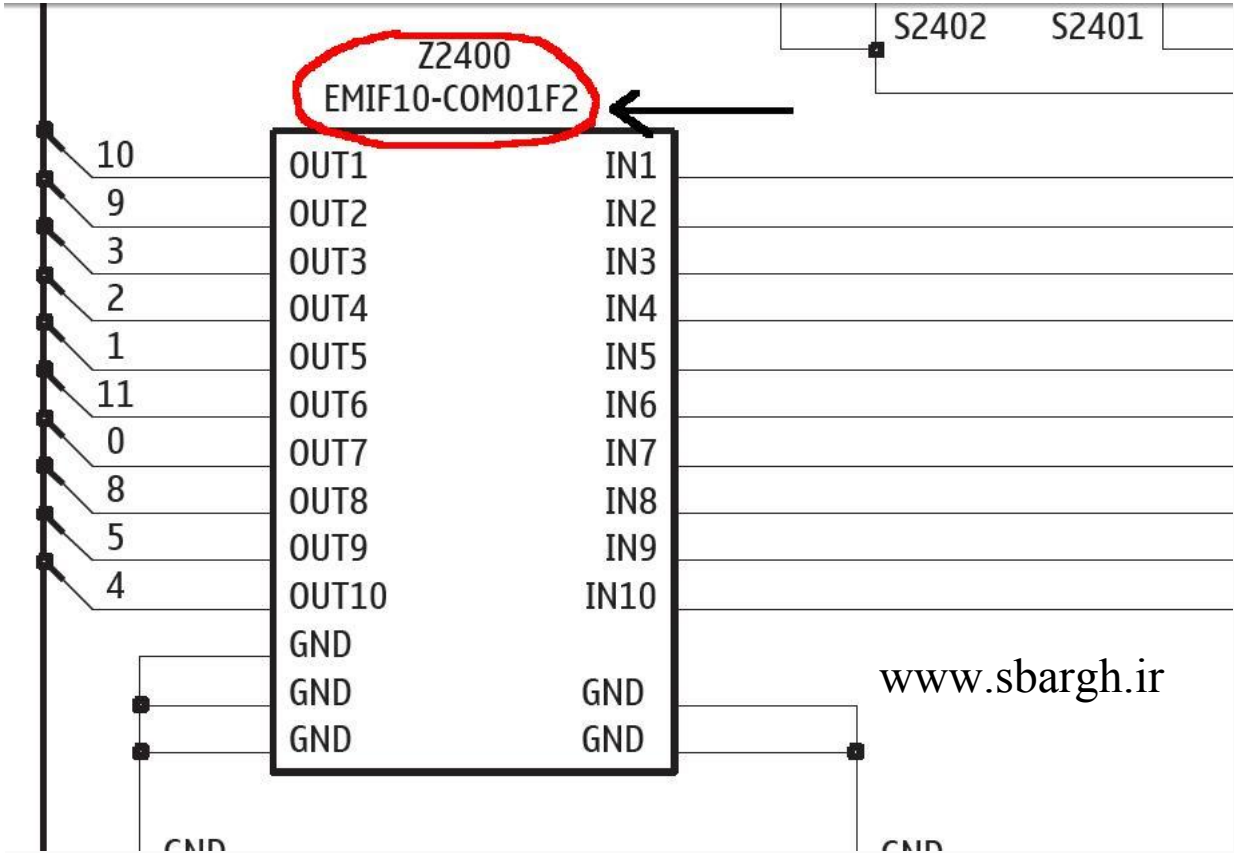 S2402 S2401
Z2400
EMIF10-COM01F2
10 OUT1 IN1
9 OUT2 IN2
3 OUT3 IN3
2 OUT4 IN4
1 OUT5 IN5
11 OUT6 IN6
0 OUT7 IN7
8 OUT8 IN8
5 OUT9 IN9
4 OUT10 IN10
GND
GND GND
GND GND
www.sbargh.ir
GND GND